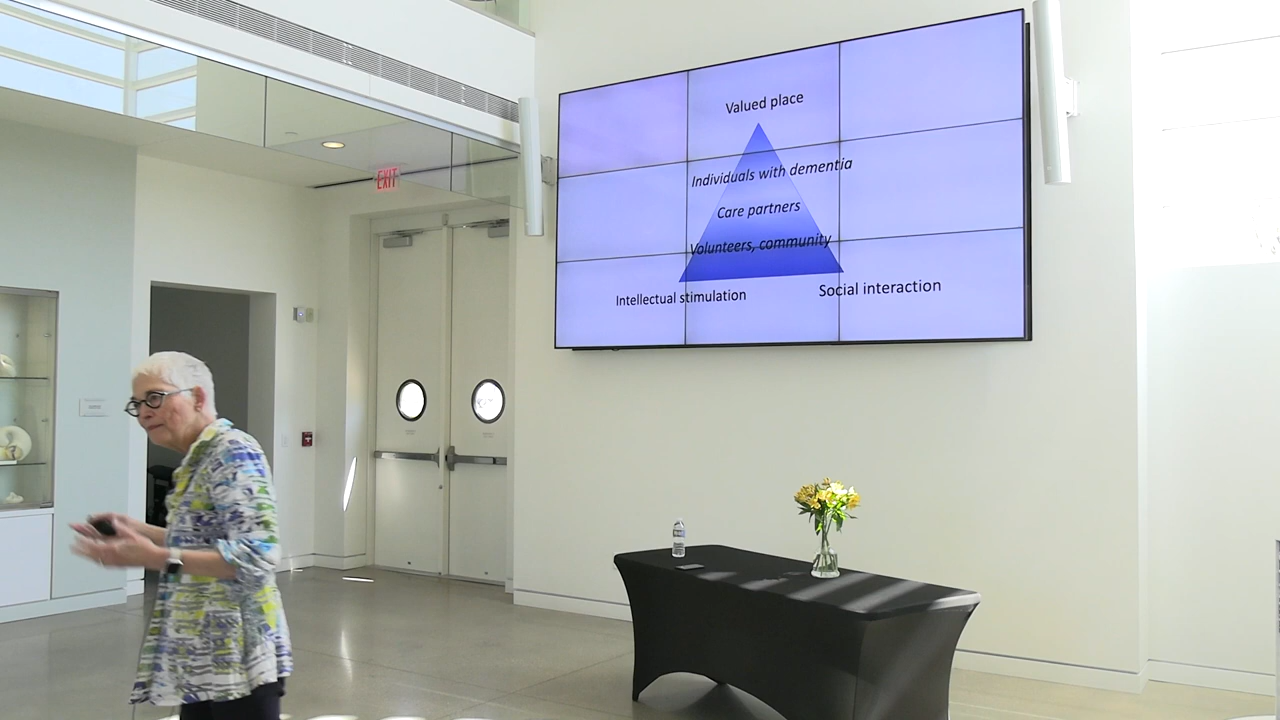 Valued place
Individuals with dementia
Care partners
Volunteers, community
Intellectual stimulation
Social interaction
EXIT